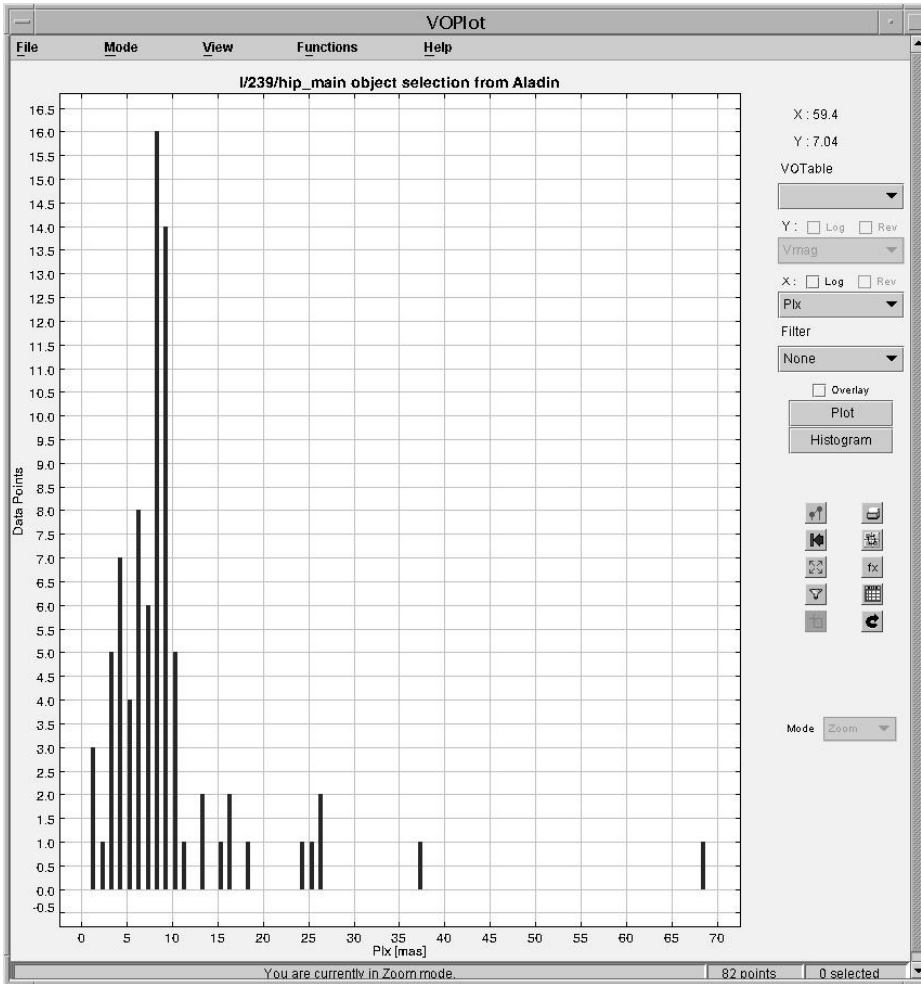 VOPlot
File Mode View Functions Help
I/239/hip_main object selection from Aladin
16.5
16.0
15.5
15.0
14.5
14.0
13.5
13.0
12.5
12.0
11.5
11.0
10.5
10.0
9.5
9.0
8.5
8.0
7.5
7.0
6.5
6.0
5.5
5.0
4.5
4.0
3.5
3.0
2.5
2.0
1.5
1.0
0.5
0.0
-0.5
Data Points
0 5 10 15 20 25 30 35 40 45 50 55 60 65 70
Plx [mas]
X : 59.4
Y : 7.04
VOTable
Y : Log Rev
Vmag
X : Log Rev
Plx
Filter
None
Overlay
Plot
Histogram
fx
Mode Zoom
You are currently in Zoom mode. 82 points 0 selected